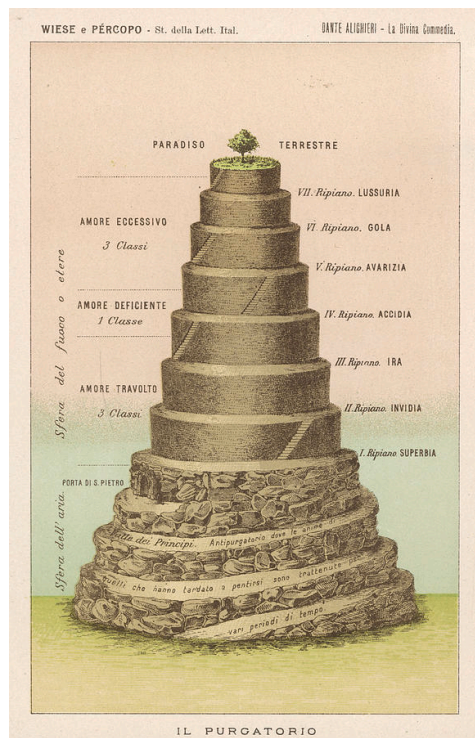 WIESE e PÉRCOPO - St. della Lett. Ital.
DANTE ALIGHIERI - La Divina Commedia.
PARADISO TERRESTRE
VII. Ripiano. LUSSURIA
AMORE ECCESSIVO
3 Classi
VI. Ripiano. GOLA
V. Ripiano. AVARIZIA
AMORE DEFICIENTE
1 Classe
IV. Ripiano. ACCIDIA
III. Ripiano. IRA
AMORE TRAVOLTO
3 Classi
II. Ripiano. INVIDIA
I. Ripiano SUPERBIA
Sfera del fuoco o etere
PORTA DI S. PIETRO
Sfera dell'aria.
Valle dei Principi. Antipurgatorio dove le anime
quelli che hanno tardato a pentirsi sono trattenute
vari periodi di tempo
IL PURGATORIO